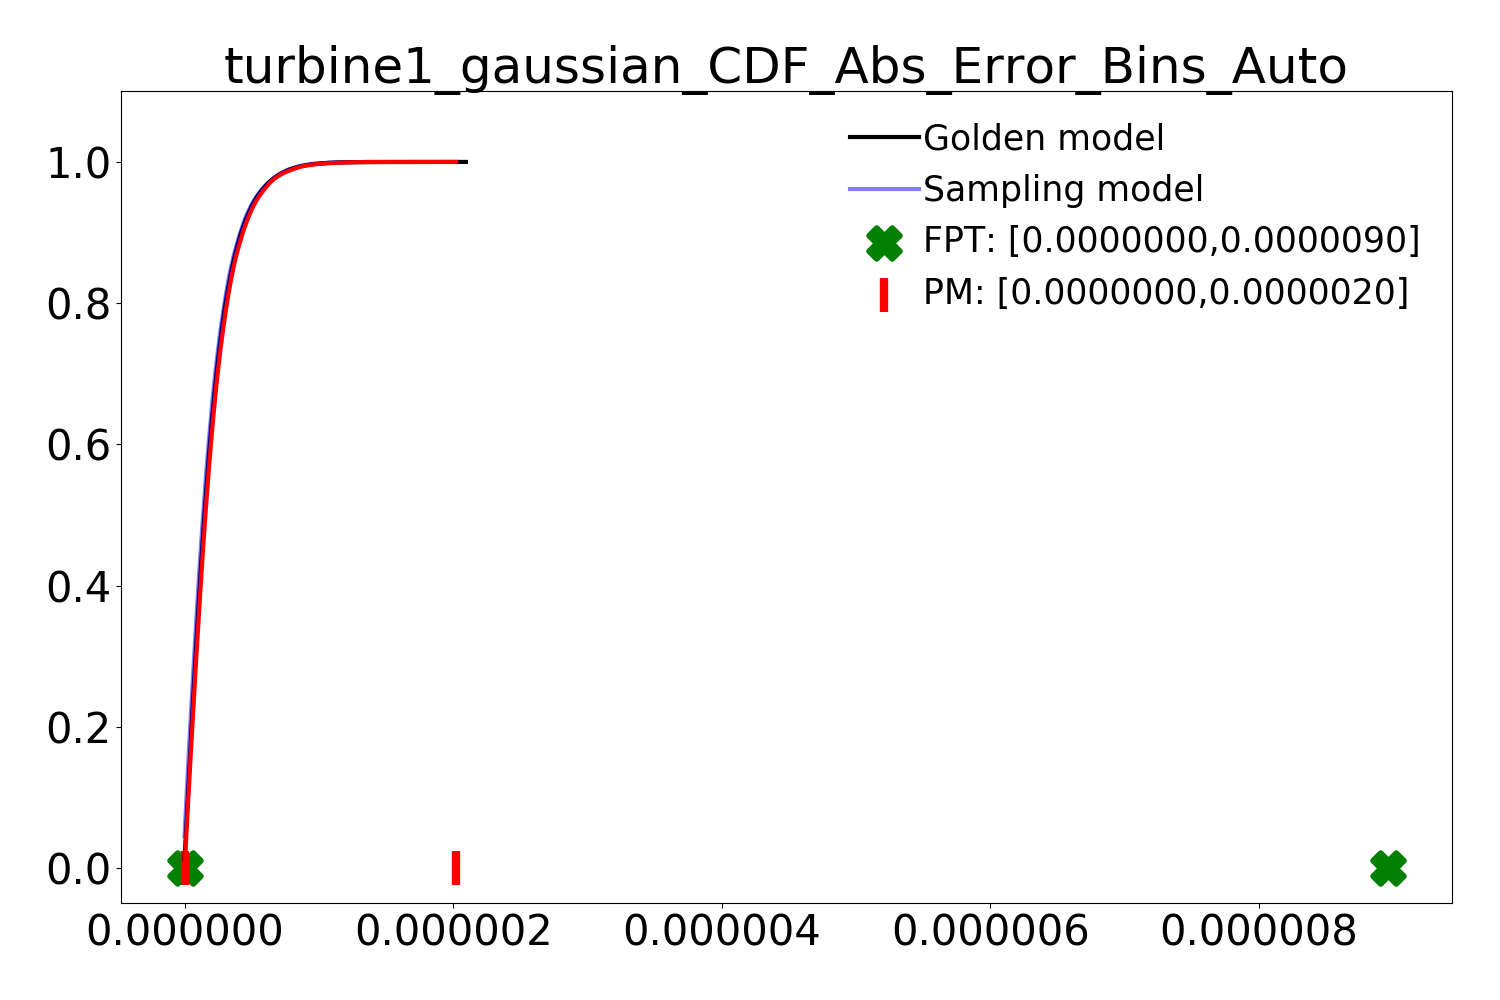 turbine1_gaussian_CDF_Abs_Error_Bins_Auto
Golden model
Sampling model
FPT: [0.0000000,0.0000090]
PM: [0.0000000,0.0000020]
1.0
0.8
0.6
0.4
0.2
0.0
0.000000 0.000002 0.000004 0.000006 0.000008